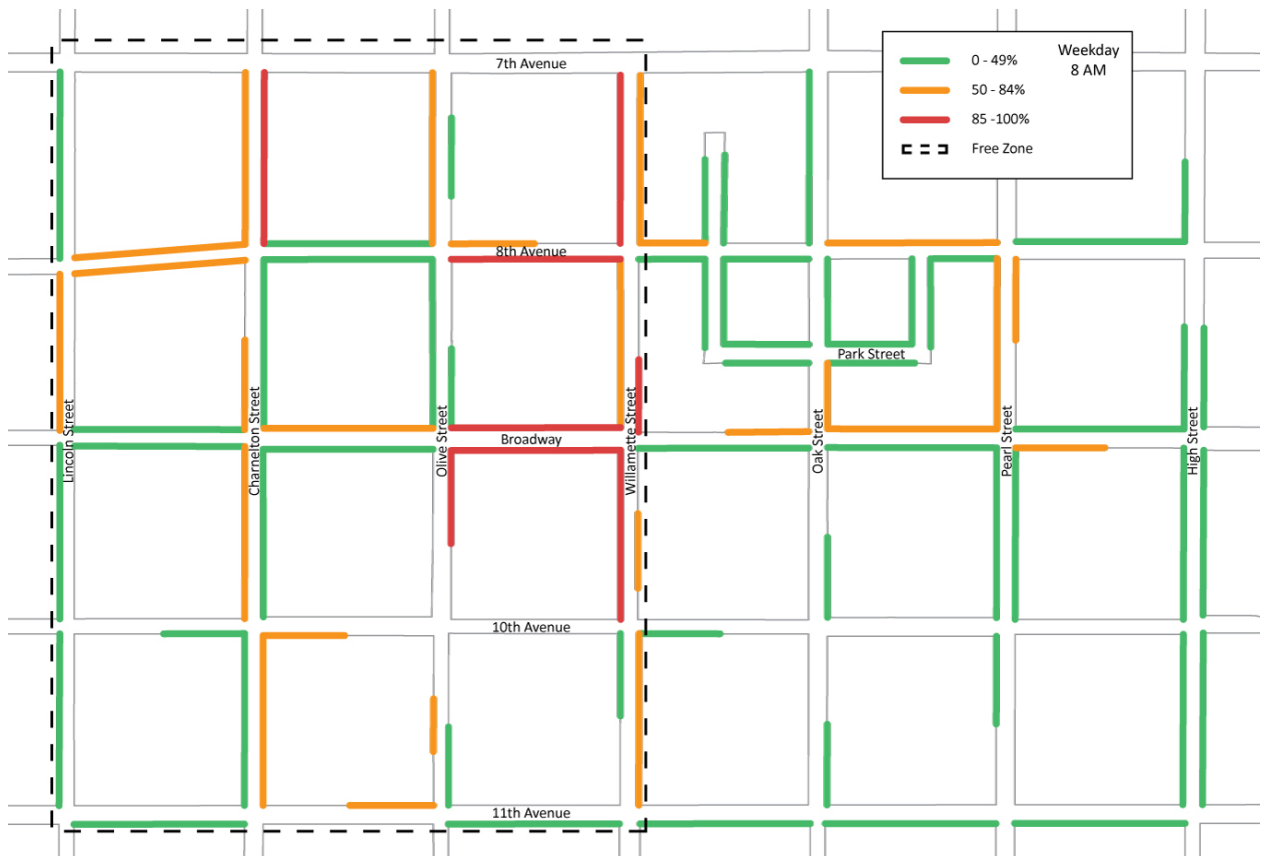 7th Avenue
Weekday
8 AM
0 - 49%
50 - 84%
85 -100%
Free Zone
8th Avenue
Park Street
Lincoln Street
Charnelton Street
Olive Street
Broadway
Willamette Street
Oak Street
Pearl Street
High Street
10th Avenue
11th Avenue